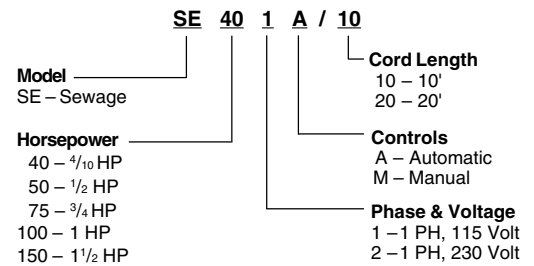 SE 40 1 A / 10
Model
SE – Sewage
Horsepower
40 – 4/10 HP
50 – 1/2 HP
75 – 3/4 HP
100 – 1 HP
150 – 1 1/2 HP
Cord Length
10 – 10'
20 – 20'
Controls
A – Automatic
M – Manual
Phase & Voltage
1 – 1 PH, 115 Volt
2 – 1 PH, 230 Volt